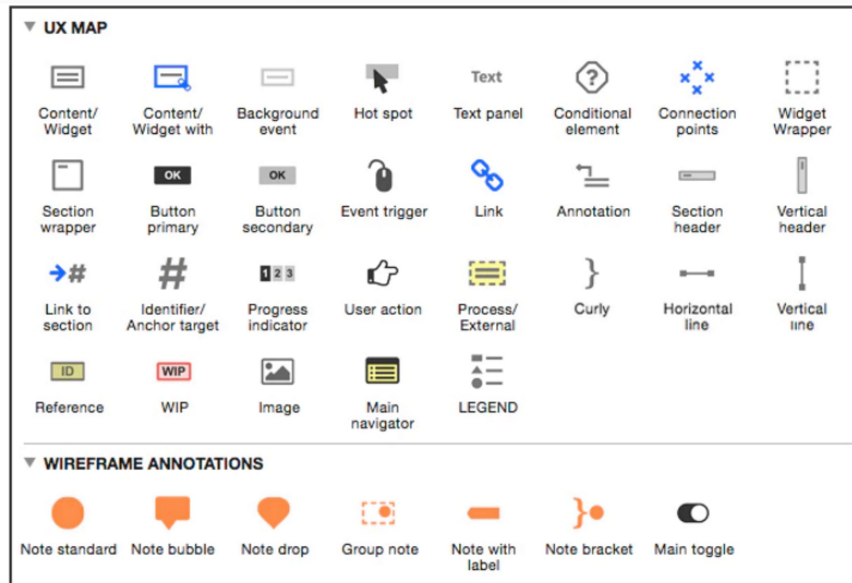 UX MAP
Text
?
Content/ Content/ Background Hot spot Text panel Conditional Connection Widget
Widget Widget with event element points Wrapper
OK OK
Section Button Button Event trigger Link Annotation Section Vertical
wrapper primary secondary header header
# # 1 2 3 }
Link to Identifier/ Progress User action Process/ Curly Horizontal Vertical
section Anchor target indicator External line line
ID WIP
Reference WIP Image Main LEGEND
navigator
WIREFRAME ANNOTATIONS
}
Note standard Note bubble Note drop Group note Note with Note bracket Main toggle
label